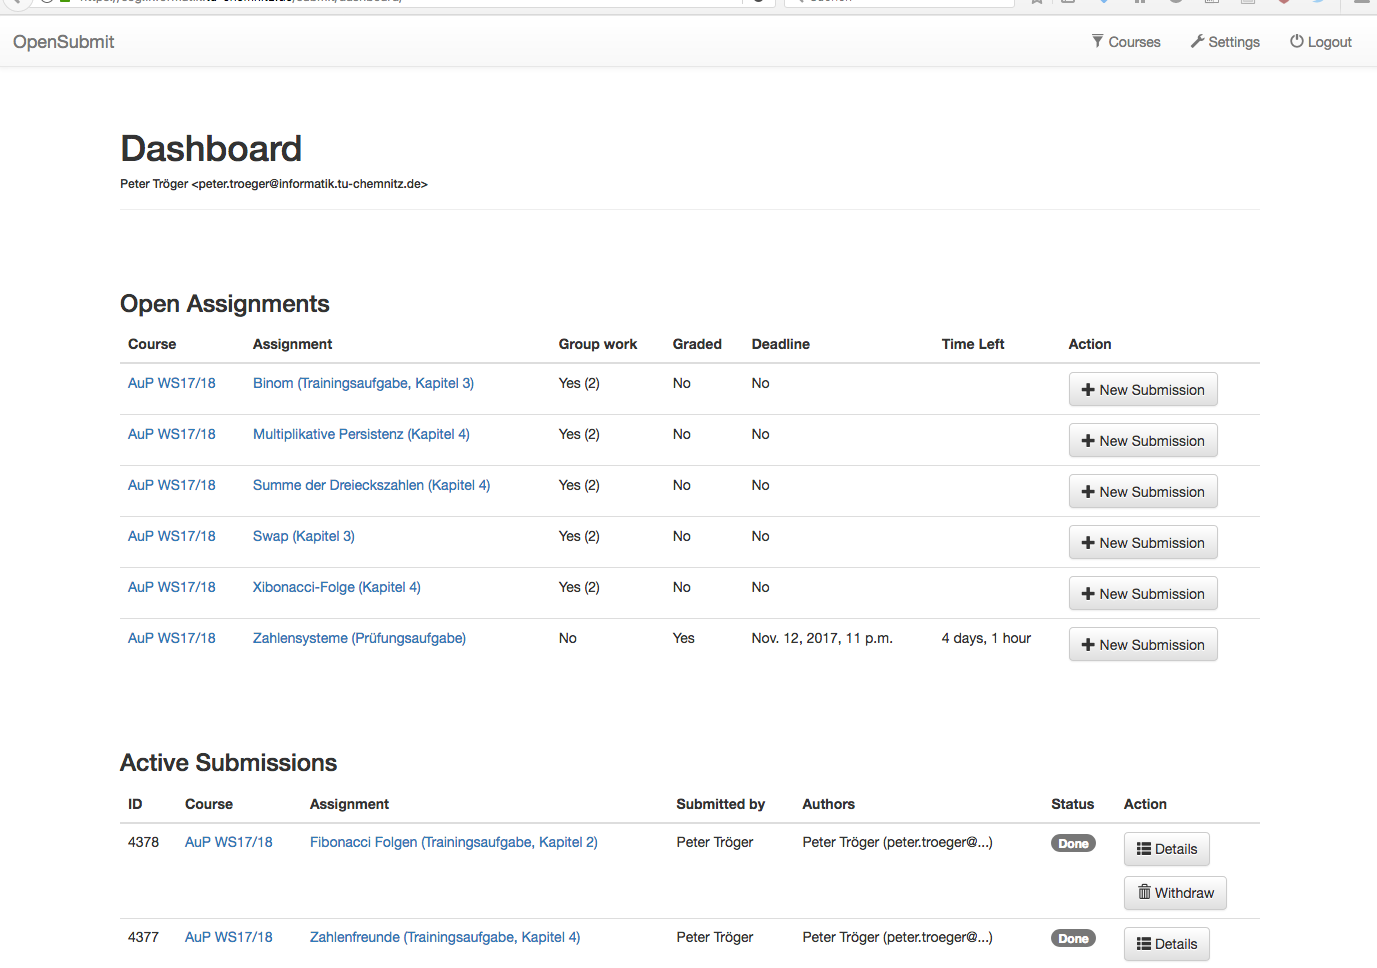 OpenSubmit Courses Settings Logout
Dashboard
Peter Tröger <peter.troeger@informatik.tu-chemnitz.de>
Open Assignments
Course Assignment Group work Graded Deadline Time Left Action
AuP WS17/18 Binom (Trainingsaufgabe, Kapitel 3) Yes (2) No No New Submission
AuP WS17/18 Multiplikative Persistenz (Kapitel 4) Yes (2) No No New Submission
AuP WS17/18 Summe der Dreieckszahlen (Kapitel 4) Yes (2) No No New Submission
AuP WS17/18 Swap (Kapitel 3) Yes (2) No No New Submission
AuP WS17/18 Xibonacci-Folge (Kapitel 4) Yes (2) No No New Submission
AuP WS17/18 Zahlensysteme (Prüfungsaufgabe) No Yes Nov. 12, 2017, 11 p.m. 4 days, 1 hour New Submission
Active Submissions
ID Course Assignment Submitted by Authors Status Action
4378 AuP WS17/18 Fibonacci Folgen (Trainingsaufgabe, Kapitel 2) Peter Tröger Peter Tröger (peter.troeger@...) Done Details
Withdraw
4377 AuP WS17/18 Zahlenfreunde (Trainingsaufgabe, Kapitel 4) Peter Tröger Peter Tröger (peter.troeger@...) Done Details